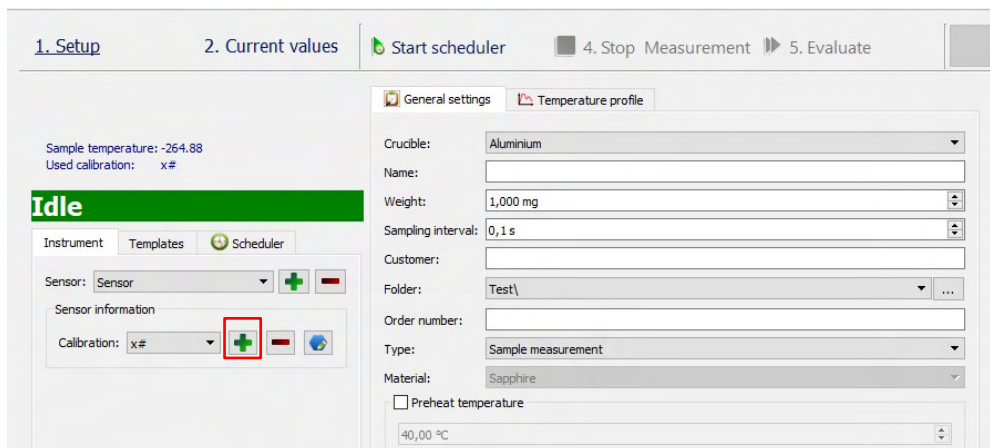 1. Setup
2. Current values
Start scheduler
4. Stop Measurement
5. Evaluate
Sample temperature: -264.88
Used calibration: x#
Idle
Instrument
Templates
Scheduler
Sensor: Sensor
Sensor information
Calibration: x#
General settings
Temperature profile
Crucible: Aluminium
Name:
Weight: 1,000 mg
Sampling interval: 0,1 s
Customer:
Folder: Test\ ...
Order number:
Type: Sample measurement
Material: Sapphire
Preheat temperature
40,00 °C